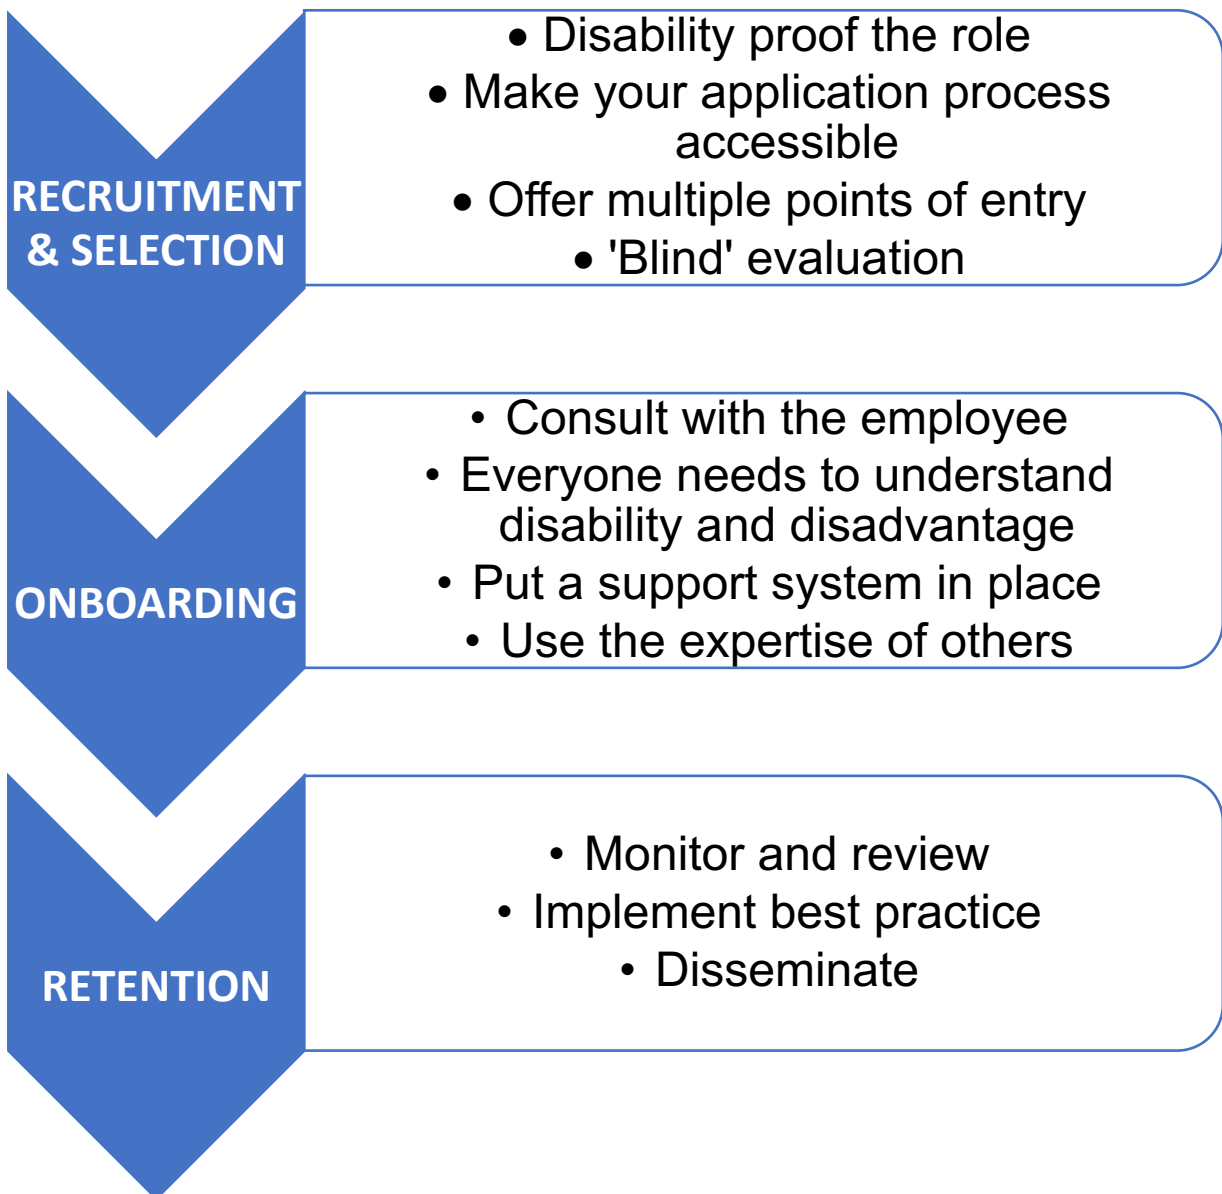 RECRUITMENT
& SELECTION
• Disability proof the role
• Make your application process
accessible
• Offer multiple points of entry
• 'Blind' evaluation
ONBOARDING
• Consult with the employee
• Everyone needs to understand
disability and disadvantage
• Put a support system in place
• Use the expertise of others
RETENTION
• Monitor and review
• Implement best practice
• Disseminate